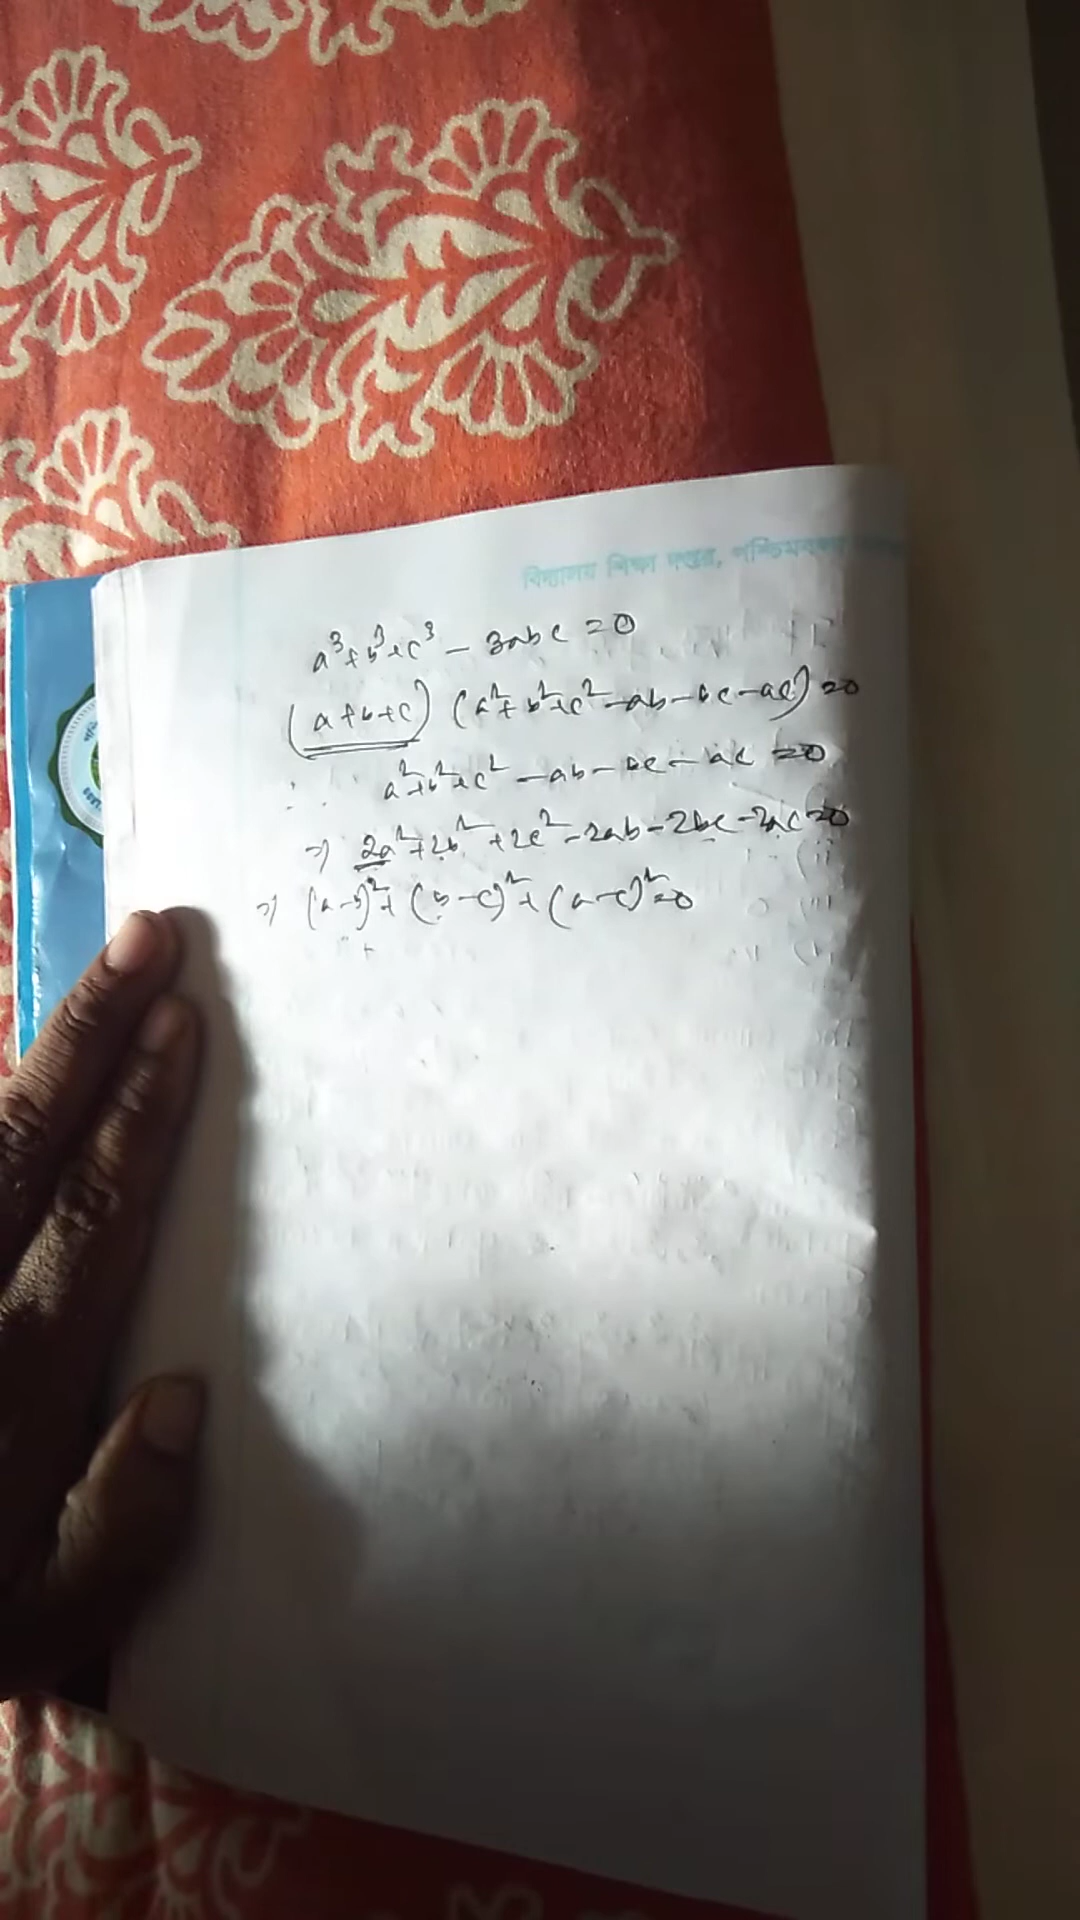 বিদ্যালয় শিক্ষা দপ্তর, পশ্চিমবঙ্গ
a³+b³+c³ - 3abc = 0
(a+b+c) (a²+b²+c²-ab-bc-ac) = 0
∴ a²+b²+c² - ab - bc - ac = 0
⇒ 2a²+2b²+2c²-2ab-2bc-2ac=0
⇒ (a-b)²+(b-c)²+(a-c)²=0